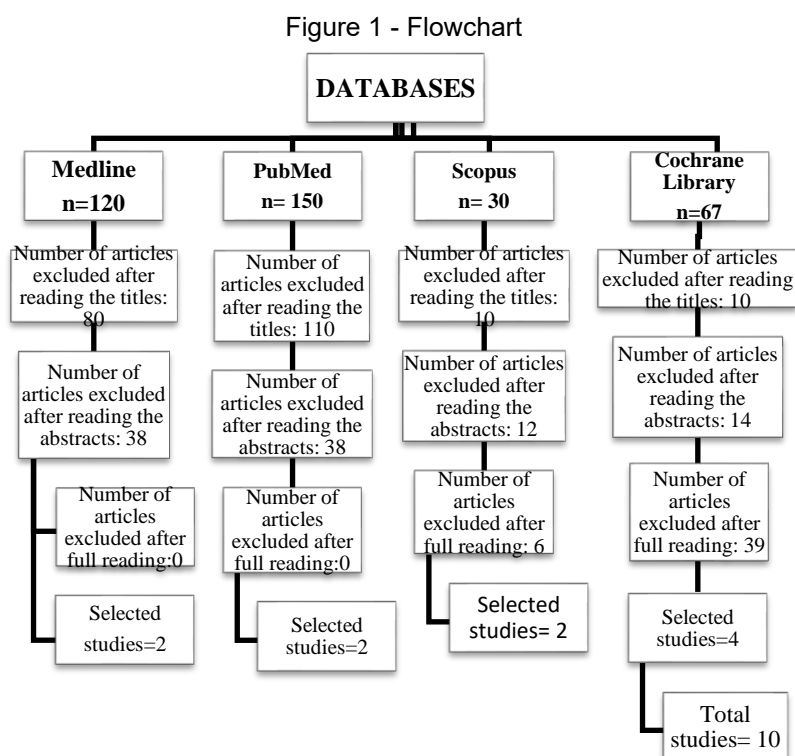 Figure 1 - Flowchart
DATABASES
Medline
n=120
Number of articles
excluded after
reading the titles:
80
Number of
articles excluded
after reading the
abstracts: 38
Number of
articles
excluded after
full reading:0
Selected
studies=2
PubMed
n= 150
Number of
articles excluded
after reading the
titles: 110
Number of
articles excluded
after reading the
abstracts: 38
Number of
articles
excluded after
full reading:0
Selected
studies=2
Scopus
n= 30
Number of articles
excluded after
reading the titles:
10
Number of articles
excluded after
reading the
abstracts: 12
Number of
articles
excluded after
full reading: 6
Selected
studies= 2
Cochrane
Library
n=67
Number of articles
excluded after reading
the titles: 10
Number of articles
excluded after
reading the
abstracts: 14
Number of
articles
excluded after
full reading: 39
Selected
studies=4
Total
studies= 10